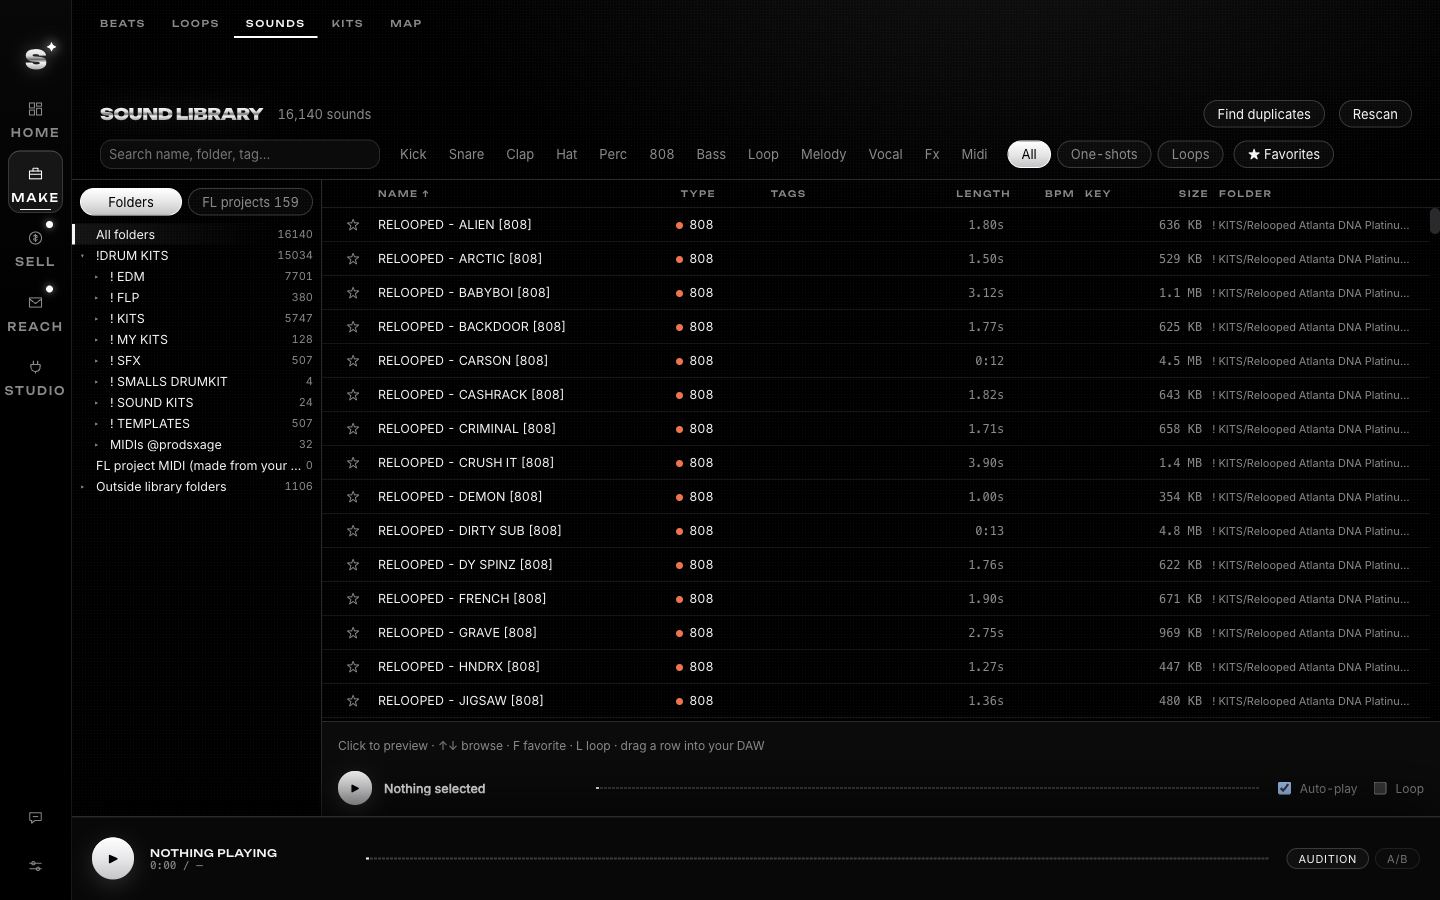 BEATS LOOPS SOUNDS KITS MAP
S
HOME
MAKE
SELL
REACH
STUDIO
SOUND LIBRARY 16,140 sounds Find duplicates Rescan
Search name, folder, tag... Kick Snare Clap Hat Perc 808 Bass Loop Melody Vocal Fx Midi All One-shots Loops ★ Favorites
Folders FL projects 159
All folders 16140
!DRUM KITS 15034
! EDM 7701
! FLP 380
! KITS 5747
! MY KITS 128
! SFX 507
! SMALLS DRUMKIT 4
! SOUND KITS 24
! TEMPLATES 507
MIDIs @prodsxage 32
FL project MIDI (made from your ... 0
Outside library folders 1106
NAME ↑ TYPE TAGS LENGTH BPM KEY SIZE FOLDER
RELOOPED - ALIEN [808] 808 1.80s 636 KB ! KITS/Relooped Atlanta DNA Platinu...
RELOOPED - ARCTIC [808] 808 1.50s 529 KB ! KITS/Relooped Atlanta DNA Platinu...
RELOOPED - BABYBOI [808] 808 3.12s 1.1 MB ! KITS/Relooped Atlanta DNA Platinu...
RELOOPED - BACKDOOR [808] 808 1.77s 625 KB ! KITS/Relooped Atlanta DNA Platinu...
RELOOPED - CARSON [808] 808 0:12 4.5 MB ! KITS/Relooped Atlanta DNA Platinu...
RELOOPED - CASHRACK [808] 808 1.82s 643 KB ! KITS/Relooped Atlanta DNA Platinu...
RELOOPED - CRIMINAL [808] 808 1.71s 658 KB ! KITS/Relooped Atlanta DNA Platinu...
RELOOPED - CRUSH IT [808] 808 3.90s 1.4 MB ! KITS/Relooped Atlanta DNA Platinu...
RELOOPED - DEMON [808] 808 1.00s 354 KB ! KITS/Relooped Atlanta DNA Platinu...
RELOOPED - DIRTY SUB [808] 808 0:13 4.8 MB ! KITS/Relooped Atlanta DNA Platinu...
RELOOPED - DY SPINZ [808] 808 1.76s 622 KB ! KITS/Relooped Atlanta DNA Platinu...
RELOOPED - FRENCH [808] 808 1.90s 671 KB ! KITS/Relooped Atlanta DNA Platinu...
RELOOPED - GRAVE [808] 808 2.75s 969 KB ! KITS/Relooped Atlanta DNA Platinu...
RELOOPED - HNDRX [808] 808 1.27s 447 KB ! KITS/Relooped Atlanta DNA Platinu...
RELOOPED - JIGSAW [808] 808 1.36s 480 KB ! KITS/Relooped Atlanta DNA Platinu...
Click to preview · ↑↓ browse · F favorite · L loop · drag a row into your DAW
Nothing selected Auto-play Loop
NOTHING PLAYING
0:00 / —
AUDITION A/B